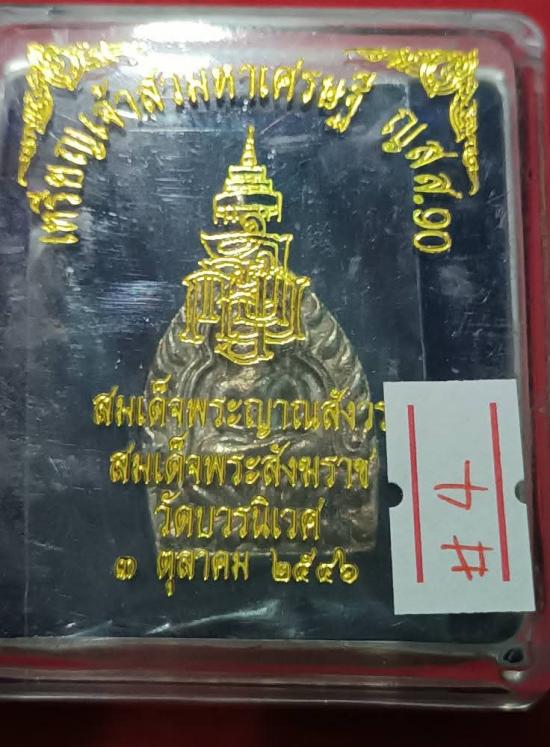 เหรียญเจ้าสัวมหาเศรษฐี ญสส.๙๐
สมเด็จพระญาณสังวร
สมเด็จพระสังฆราช
วัดบวรนิเวศ
๓ ตุลาคม ๒๕๔๖
#4